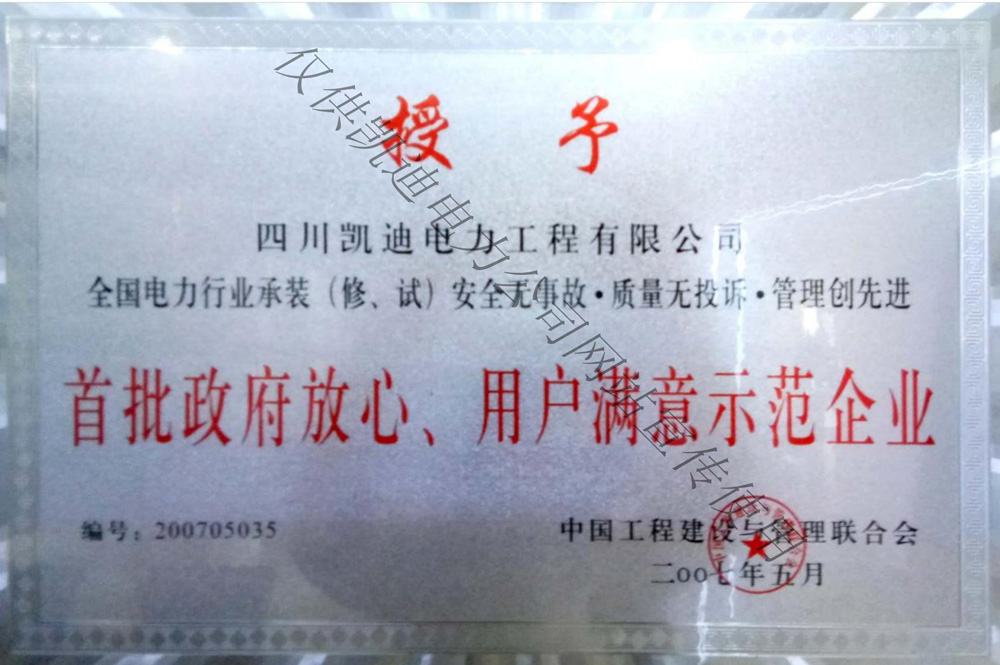 授予
四川凯迪电力工程有限公司
全国电力行业承装（修、试）安全无事故·质量无投诉·管理创先进
首批政府放心、用户满意示范企业
编号：200705035
中国工程建设与管理联合会
二OO七年五月
仅供凯迪电力公司网站宣传使用